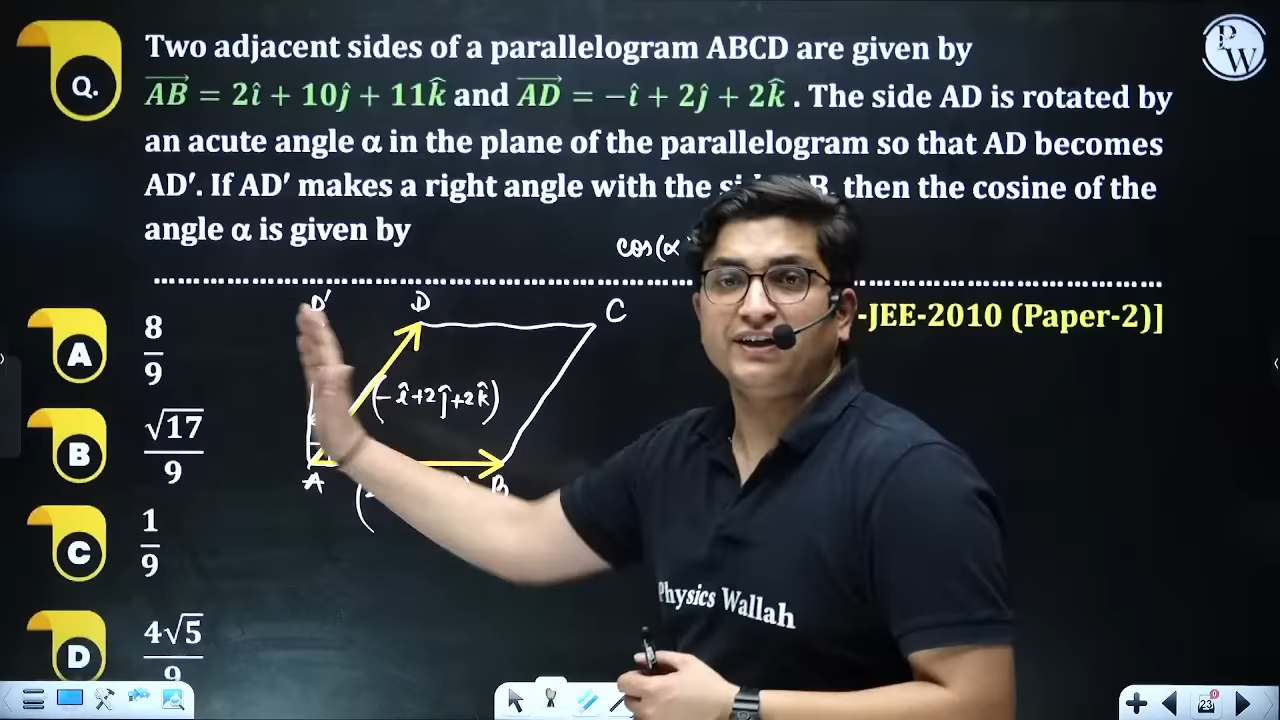 Q.
Two adjacent sides of a parallelogram ABCD are given by
AB⃗ = 2î + 10ĵ + 11k̂ and AD⃗ = −î + 2ĵ + 2k̂ . The side AD is rotated by
an acute angle α in the plane of the parallelogram so that AD becomes
AD′. If AD′ makes a right angle with the B, then the cosine of the
angle α is given by
PW
cos(α
-JEE-2010 (Paper-2)]
D′ D C
(-î+2ĵ+2k̂)
A B
A 8/9
B √17/9
C 1/9
D 4√5/9
Physics Wallah
23
0